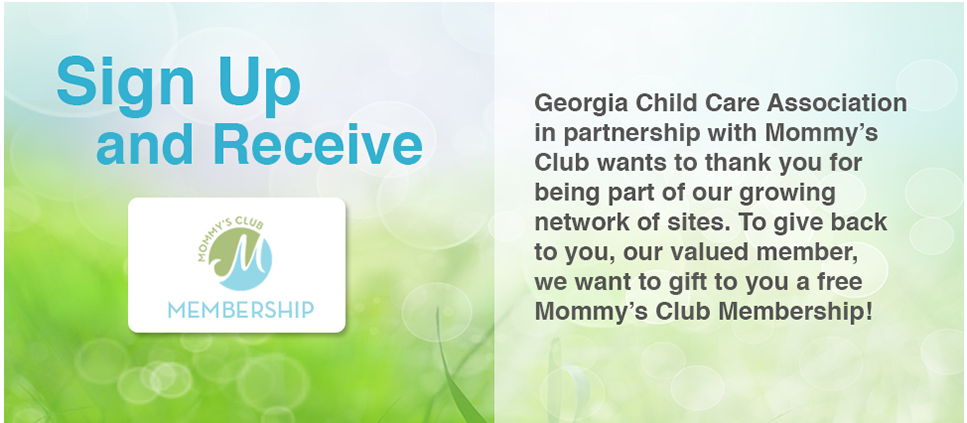 Sign Up
and Receive
MOMMY'S CLUB
M
MEMBERSHIP
Georgia Child Care Association
in partnership with Mommy’s
Club wants to thank you for
being part of our growing
network of sites. To give back
to you, our valued member,
we want to gift to you a free
Mommy’s Club Membership!